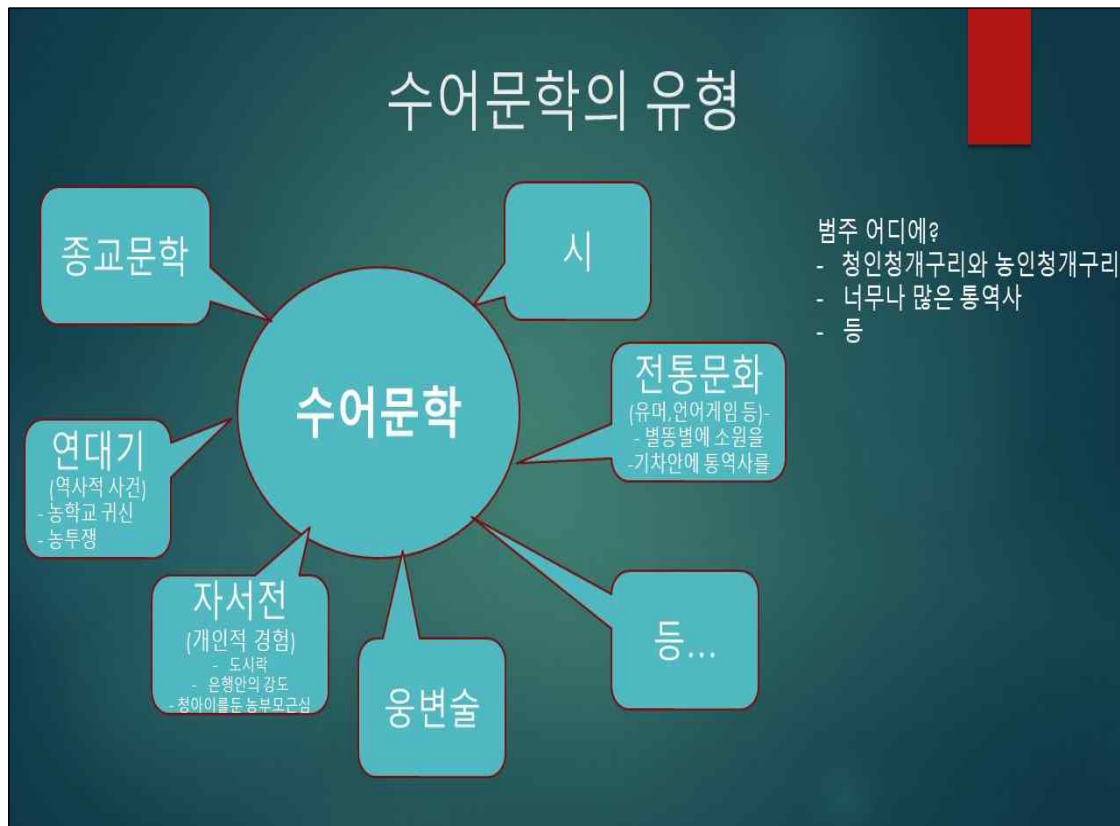 수어문학의 유형
종교문학
시
범주 어디에?
- 청인청개구리와 농인청개구리
- 너무나 많은 통역사
- 등
수어문학
전통문화
(유머,언어게임 등)-
- 별똥별에 소원을
-기차안에 통역사를
연대기
(역사적 사건)
- 농학교 귀신
- 농투쟁
자서전
(개인적 경험)
- 도시락
- 은행안의 강도
- 청아이를둔 농부모근심
웅변술
등...